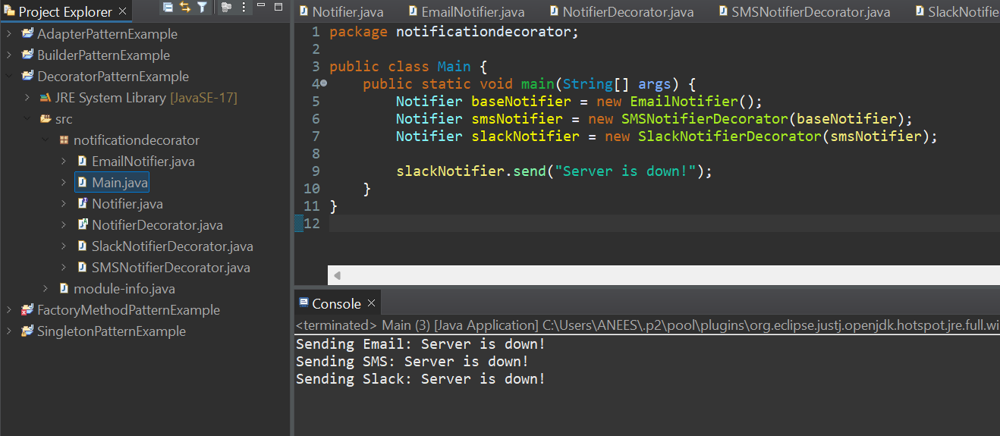 Project Explorer
AdapterPatternExample
BuilderPatternExample
DecoratorPatternExample
JRE System Library [JavaSE-17]
src
notificationdecorator
EmailNotifier.java
Main.java
Notifier.java
NotifierDecorator.java
SlackNotifierDecorator.java
SMSNotifierDecorator.java
module-info.java
FactoryMethodPatternExample
SingletonPatternExample
Notifier.java EmailNotifier.java NotifierDecorator.java SMSNotifierDecorator.java SlackNotifie
1 package notificationdecorator;
2
3 public class Main {
4 public static void main(String[] args) {
5 Notifier baseNotifier = new EmailNotifier();
6 Notifier smsNotifier = new SMSNotifierDecorator(baseNotifier);
7 Notifier slackNotifier = new SlackNotifierDecorator(smsNotifier);
8
9 slackNotifier.send("Server is down!");
10 }
11 }
12
Console
<terminated> Main (3) [Java Application] C:\Users\ANEES\.p2\pool\plugins\org.eclipse.justj.openjdk.hotspot.jre.full.wi
Sending Email: Server is down!
Sending SMS: Server is down!
Sending Slack: Server is down!